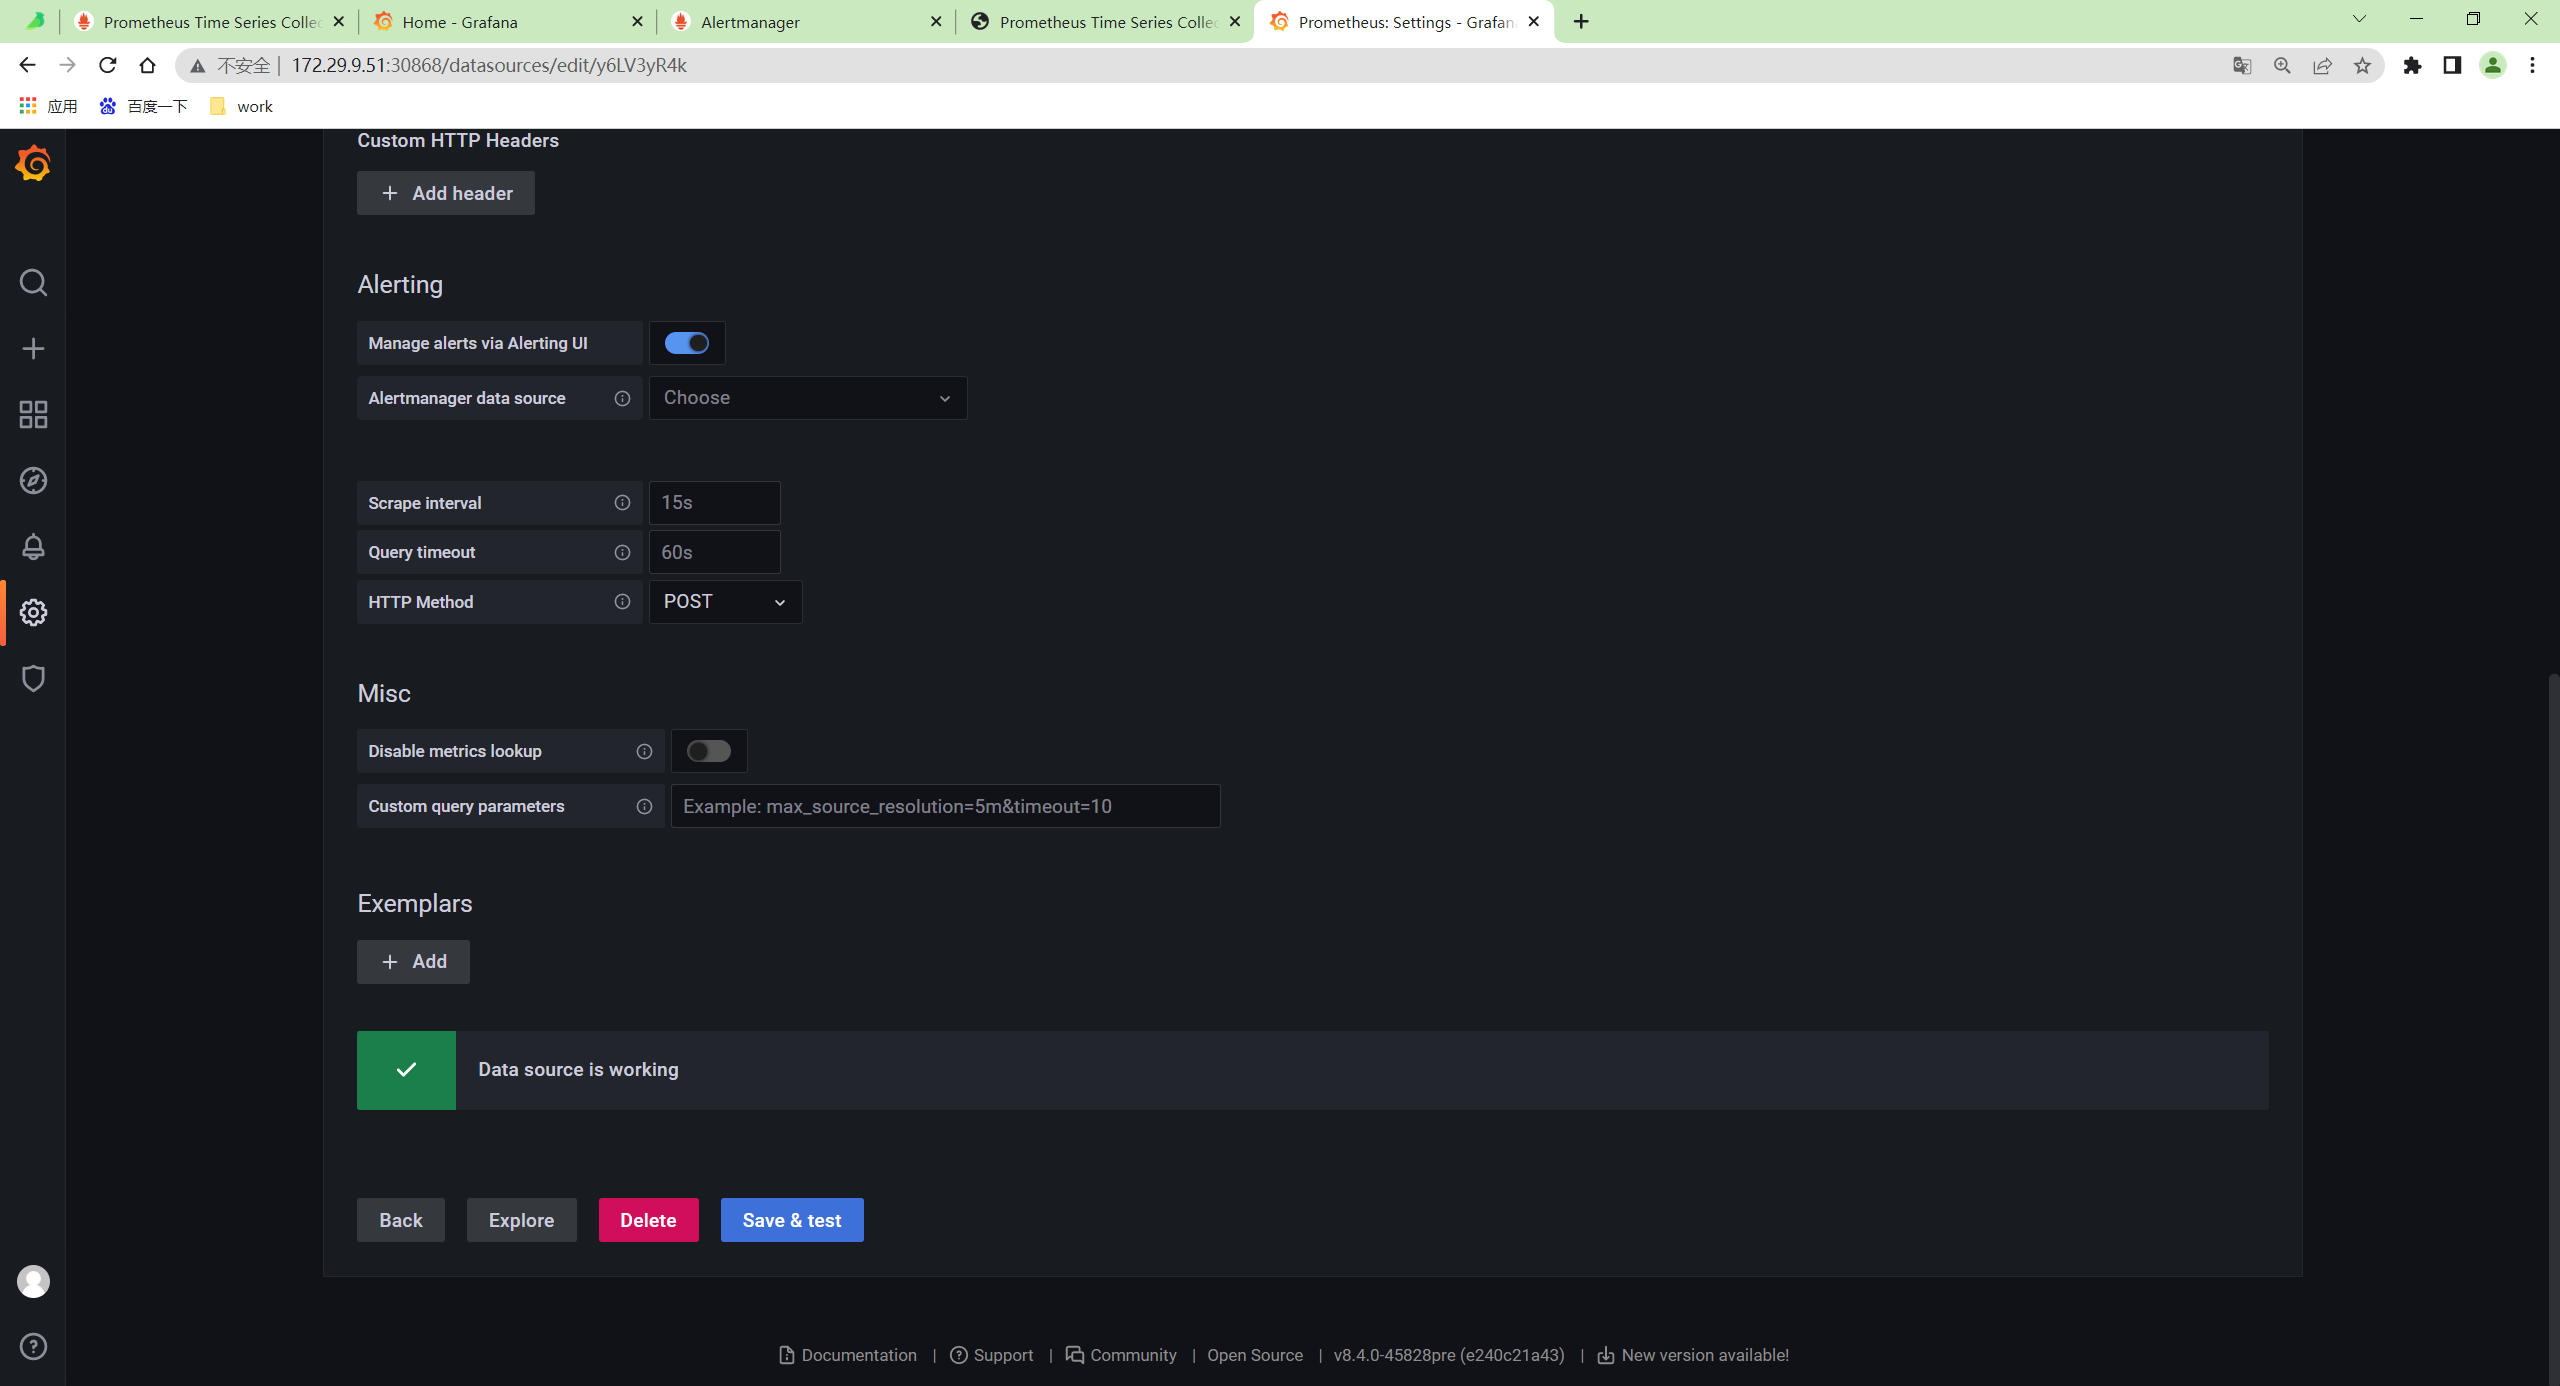 Prometheus Time Series Collec
Home - Grafana
Alertmanager
Prometheus Time Series Collec
Prometheus: Settings - Grafan
不安全 | 172.29.9.51:30868/datasources/edit/y6LV3yR4k
应用
百度一下
work
Custom HTTP Headers
+ Add header
Alerting
Manage alerts via Alerting UI
Alertmanager data source
Choose
Scrape interval
15s
Query timeout
60s
HTTP Method
POST
Misc
Disable metrics lookup
Custom query parameters
Example: max_source_resolution=5m&timeout=10
Exemplars
+ Add
Data source is working
Back
Explore
Delete
Save & test
Documentation | Support | Community | Open Source | v8.4.0-45828pre (e240c21a43) | New version available!